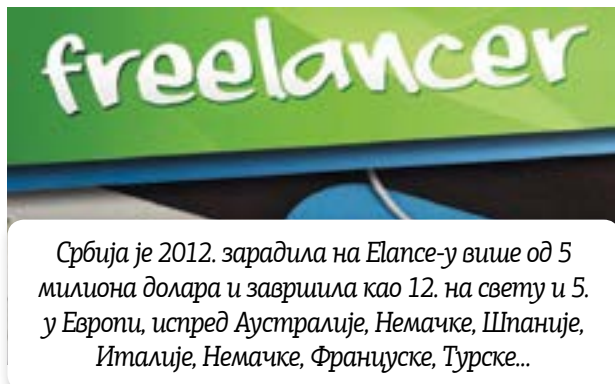 freelancer
Србија је 2012. зарадила на Elance-у више од 5
милиона долара и завршила као 12. на свету и 5.
у Европи, испред Аустралије, Немачке, Шпаније,
Италије, Немачке, Француске, Турске...